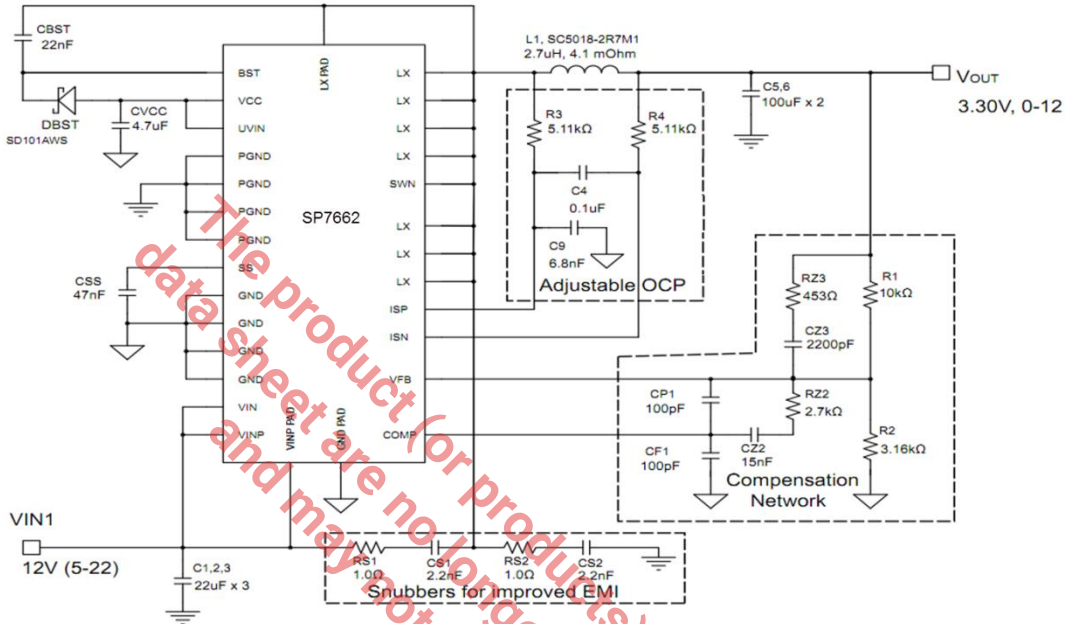 CBST
22nF
L1, SC5018-2R7M1
2.7uH, 4.1 mOhm
BST
LX PAD
LX
VOUT
3.30V, 0-12
C5,6
100uF x 2
DBST
SD101AWS
CVCC
4.7uF
VCC
LX
UVIN
LX
R3
5.11kΩ
R4
5.11kΩ
PGND
LX
PGND
SWN
C4
0.1uF
PGND
LX
SP7662
PGND
LX
C9
6.8nF
SS
LX
Adjustable OCP
CSS
47nF
GND
ISP
GND
ISN
GND
GND
VFB
RZ3
453Ω
R1
10kΩ
CZ3
2200pF
CP1
100pF
RZ2
2.7kΩ
VIN
VINP
VINP PAD
GND PAD
COMP
CF1
100pF
CZ2
15nF
R2
3.16kΩ
Compensation
Network
VIN1
12V (5-22)
C1,2,3
22uF x 3
RS1
1.0Ω
CS1
2.2nF
RS2
1.0Ω
CS2
2.2nF
Snubbers for improved EMI
The product (or products)
data sheet are no longe
and may not